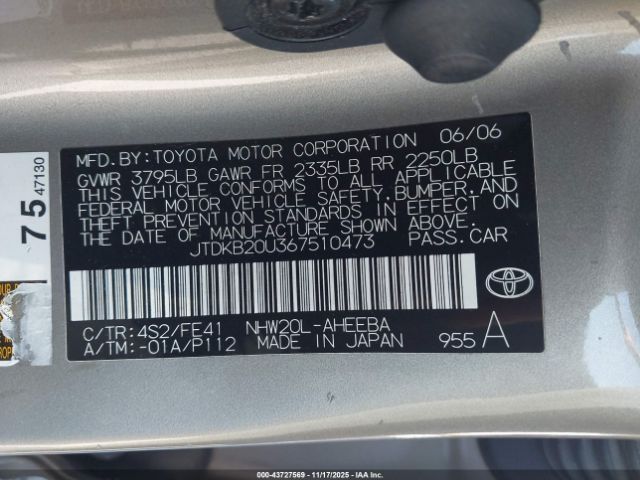 MFD.BY:TOYOTA MOTOR CORPORATION 06/06
GVWR 3795LB GAWR FR 2335LB RR 2250LB
THIS VEHICLE CONFORMS TO ALL APPLICABLE
FEDERAL MOTOR VEHICLE SAFETY,BUMPER,AND
THEFT PREVENTION STANDARDS IN EFFECT ON
THE DATE OF MANUFACTURE SHOWN ABOVE.
JTDKB20U367510473 PASS.CAR
C/TR:4S2/FE41 NHW20L-AHEEBA
A/TM:-01A/P112 MADE IN JAPAN 955 A
75
47130
000-43727569 - 11/17/2025 - IAAI.COM